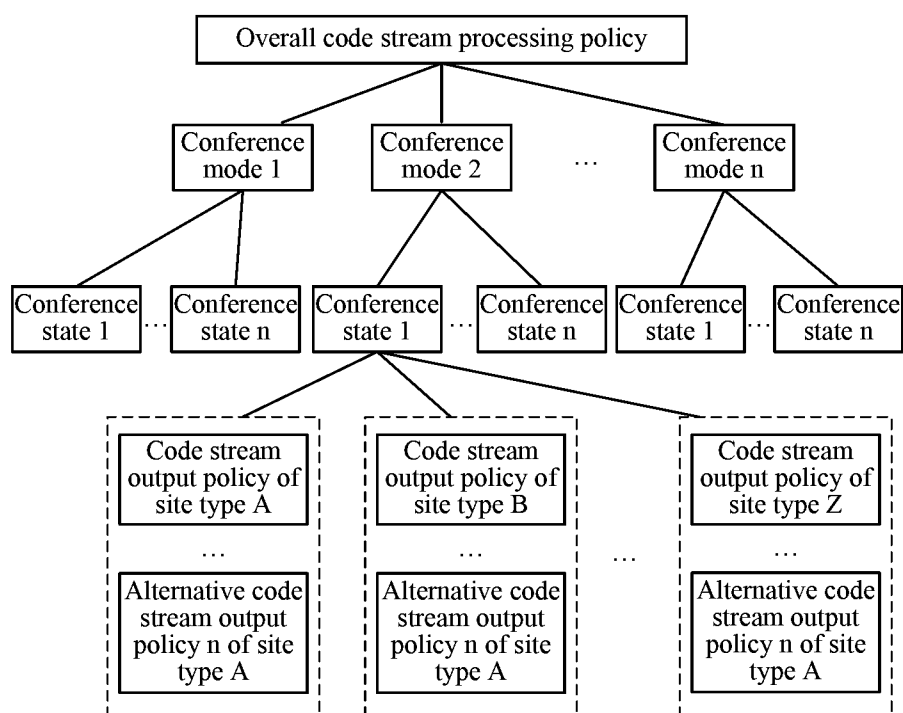 Overall code stream processing policy
Conference
mode 1
Conference
mode 2
...
Conference
mode n
Conference
state 1
...
Conference
state n
Conference
state 1
...
Conference
state n
Conference
state 1
...
Conference
state n
Code stream
output policy of
site type A
...
Alternative code
stream output
policy n of site
type A
Code stream
output policy of
site type B
...
Alternative code
stream output
policy n of site
type A
...
Code stream
output policy of
site type Z
...
Alternative code
stream output
policy n of site
type A